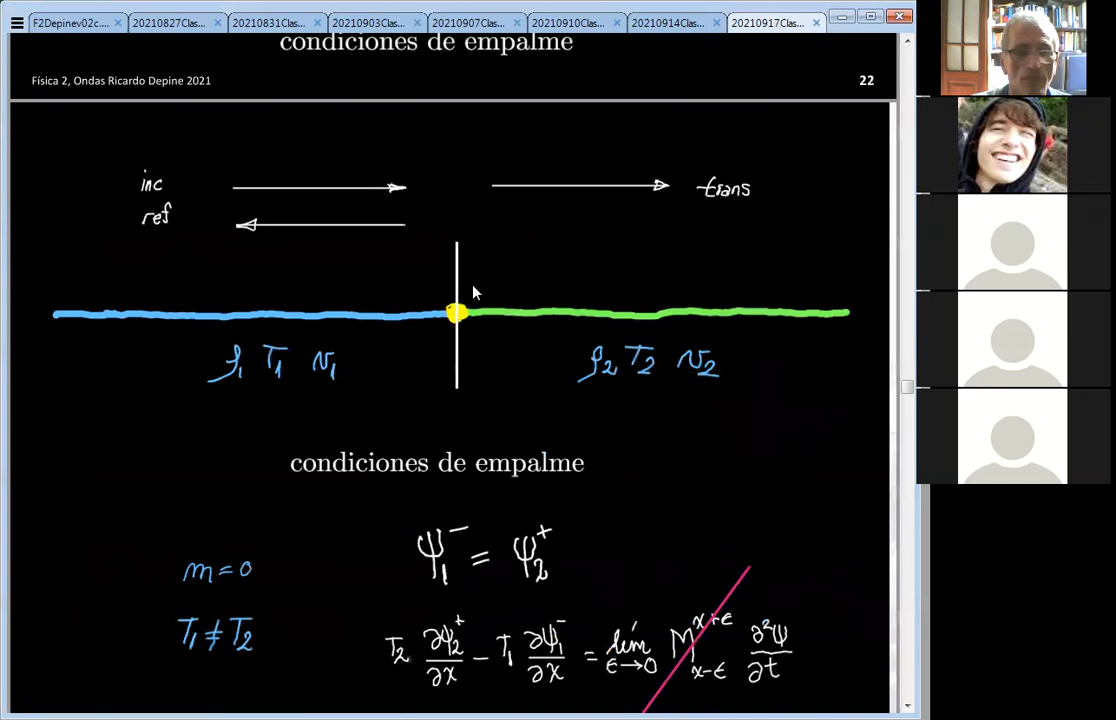 F2Depinev02c.... 20210827Clas... 20210831Clas... 20210903Clas... 20210907Clas... 20210910Clas... 20210914Clas... 20210917Clas...
condiciones de empalme
Física 2, Ondas Ricardo Depine 2021 22
inc
trans
ref
ρ₁ T₁ v₁ ρ₂ T₂ v₂
condiciones de empalme
ψ₁⁻ = ψ₂⁺
m=0
T₁ ≠ T₂
T₂ ∂ψ₂⁺/∂x − T₁ ∂ψ₁⁻/∂x = lím ϵ→0 M x+ϵ x−ϵ ∂²ψ/∂t